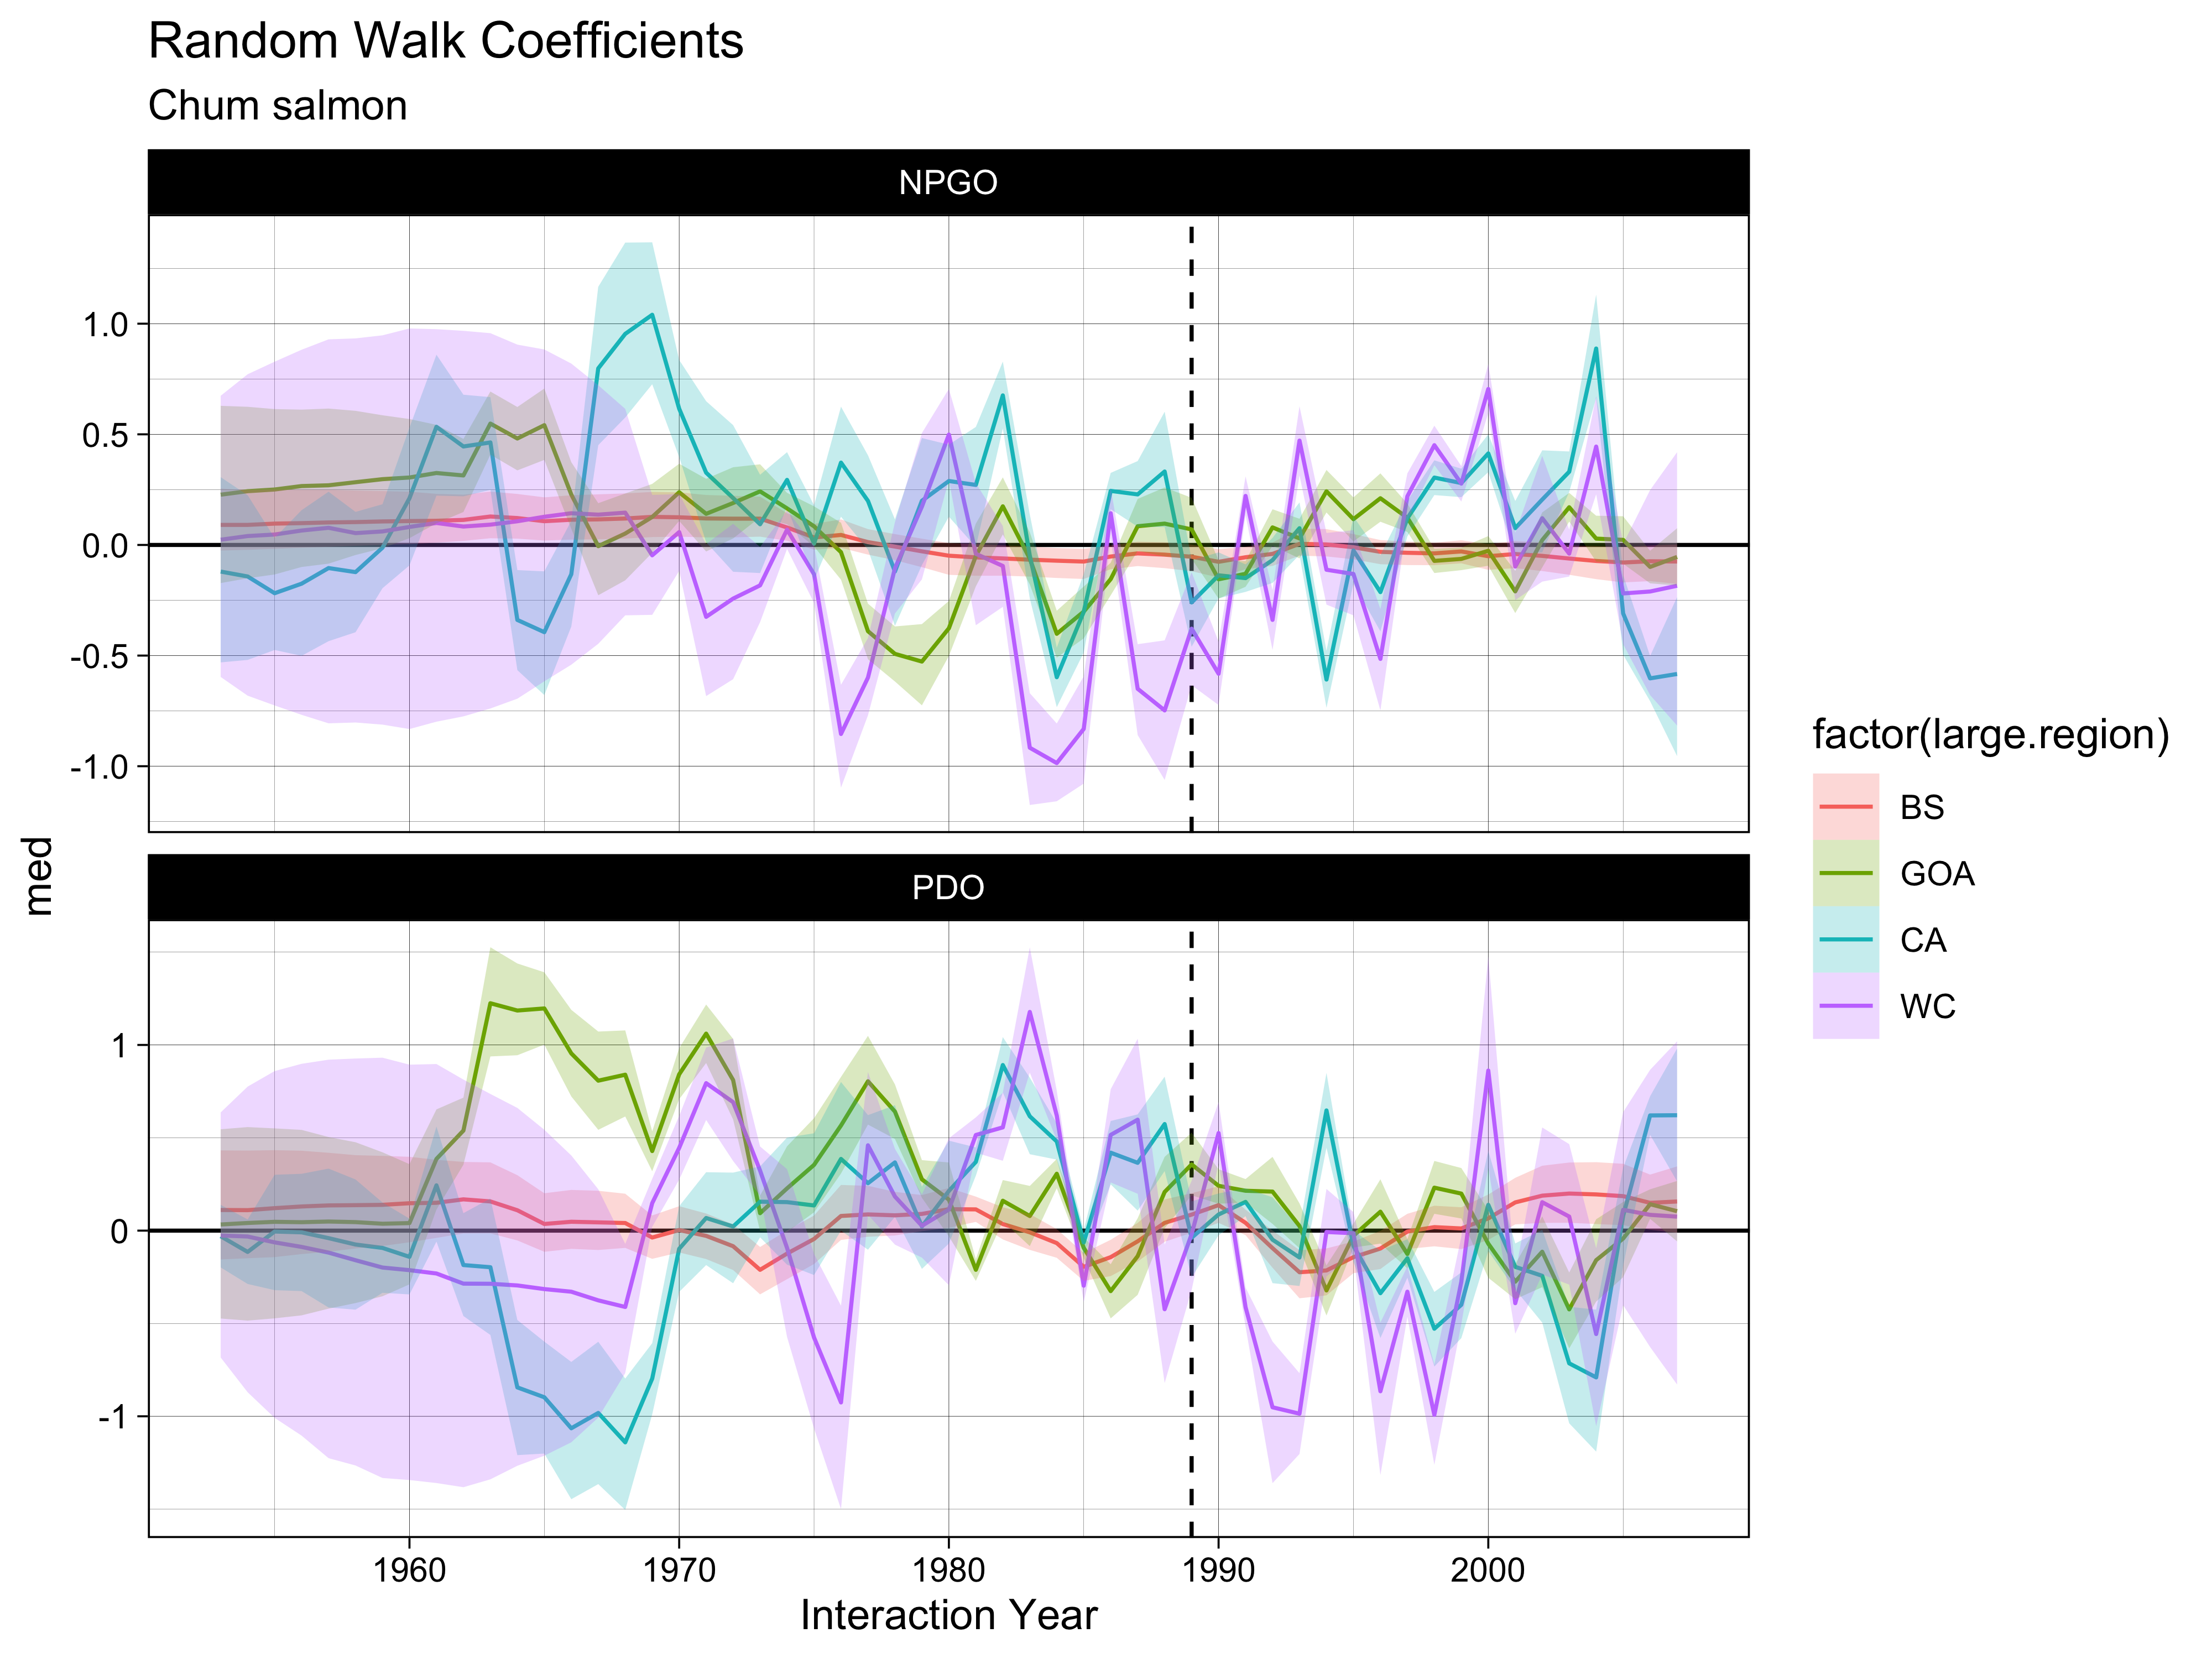 Random Walk Coefficients
Chum salmon
NPGO
1.0
0.5
0.0
-0.5
-1.0
med
PDO
1
0
-1
1960 1970 1980 1990 2000
Interaction Year
factor(large.region)
BS
GOA
CA
WC